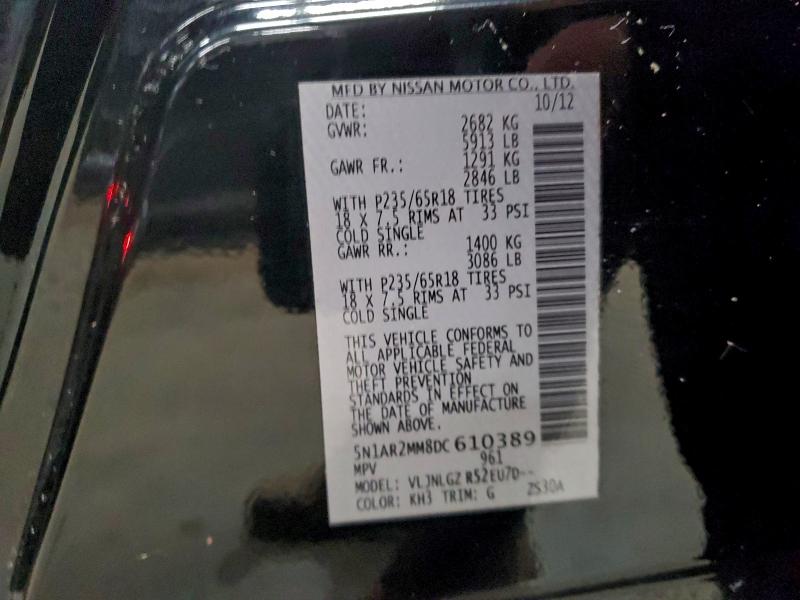 MFD BY NISSAN MOTOR CO., LTD.
DATE: 10/12
GVWR: 2682 KG
5913 LB
GAWR FR.: 1291 KG
2846 LB
WITH P235/65R18 TIRES
18 X 7.5 RIMS AT 33 PSI
COLD SINGLE
GAWR RR.: 1400 KG
3086 LB
WITH P235/65R18 TIRES
18 X 7.5 RIMS AT 33 PSI
COLD SINGLE
THIS VEHICLE CONFORMS TO
ALL APPLICABLE FEDERAL
MOTOR VEHICLE SAFETY AND
THEFT PREVENTION
STANDARDS IN EFFECT ON
THE DATE OF MANUFACTURE
SHOWN ABOVE.
5N1AR2MM8DC 610389
MPV 961
MODEL: VLJNLGZ R52EU7D--
COLOR: KH3 TRIM: G 2530A